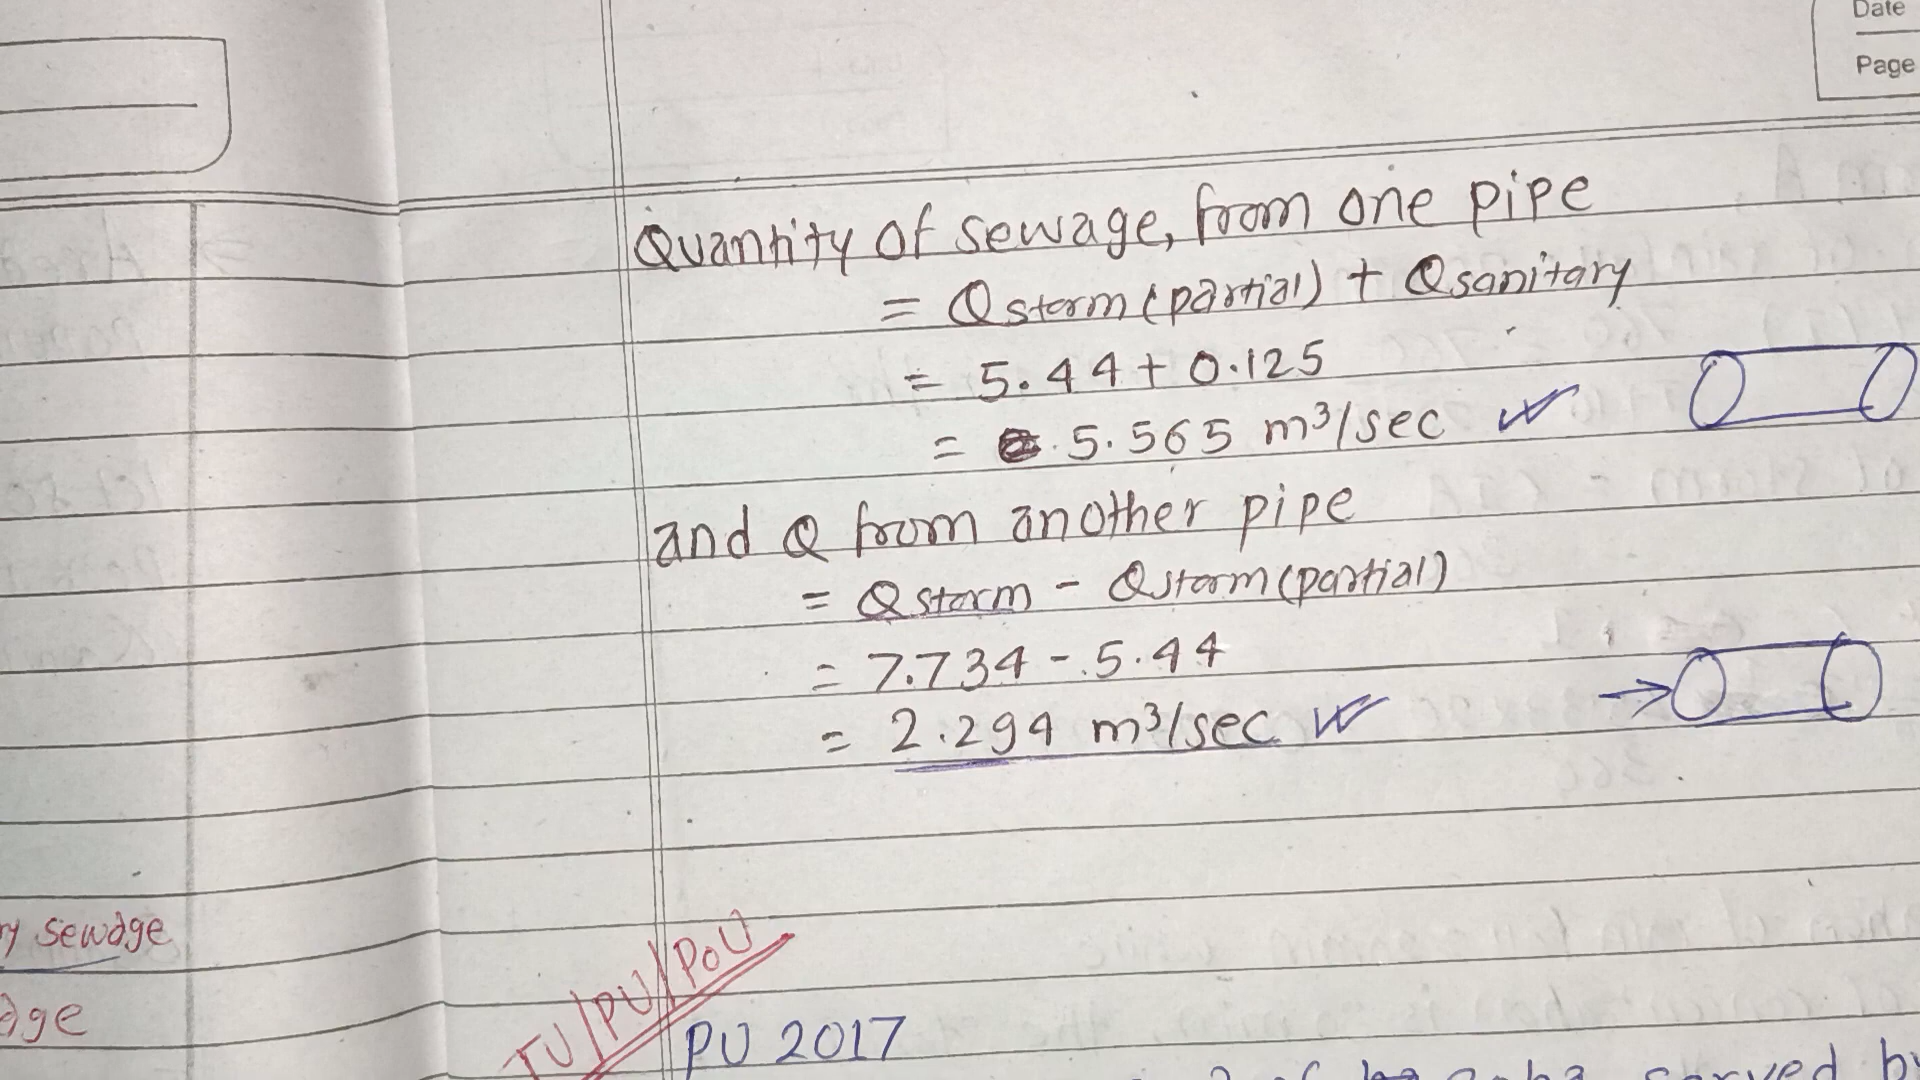 Date
Page
Quantity of sewage, from one pipe
= Qstorm (partial) + Qsanitary
= 5.44 + 0.125
= 5.565 m³/sec
and Q from another pipe
= Qstorm - Qstorm (partial)
= 7.734 - 5.44
= 2.294 m³/sec
sewage
TU/PU/POU
PU 2017
served